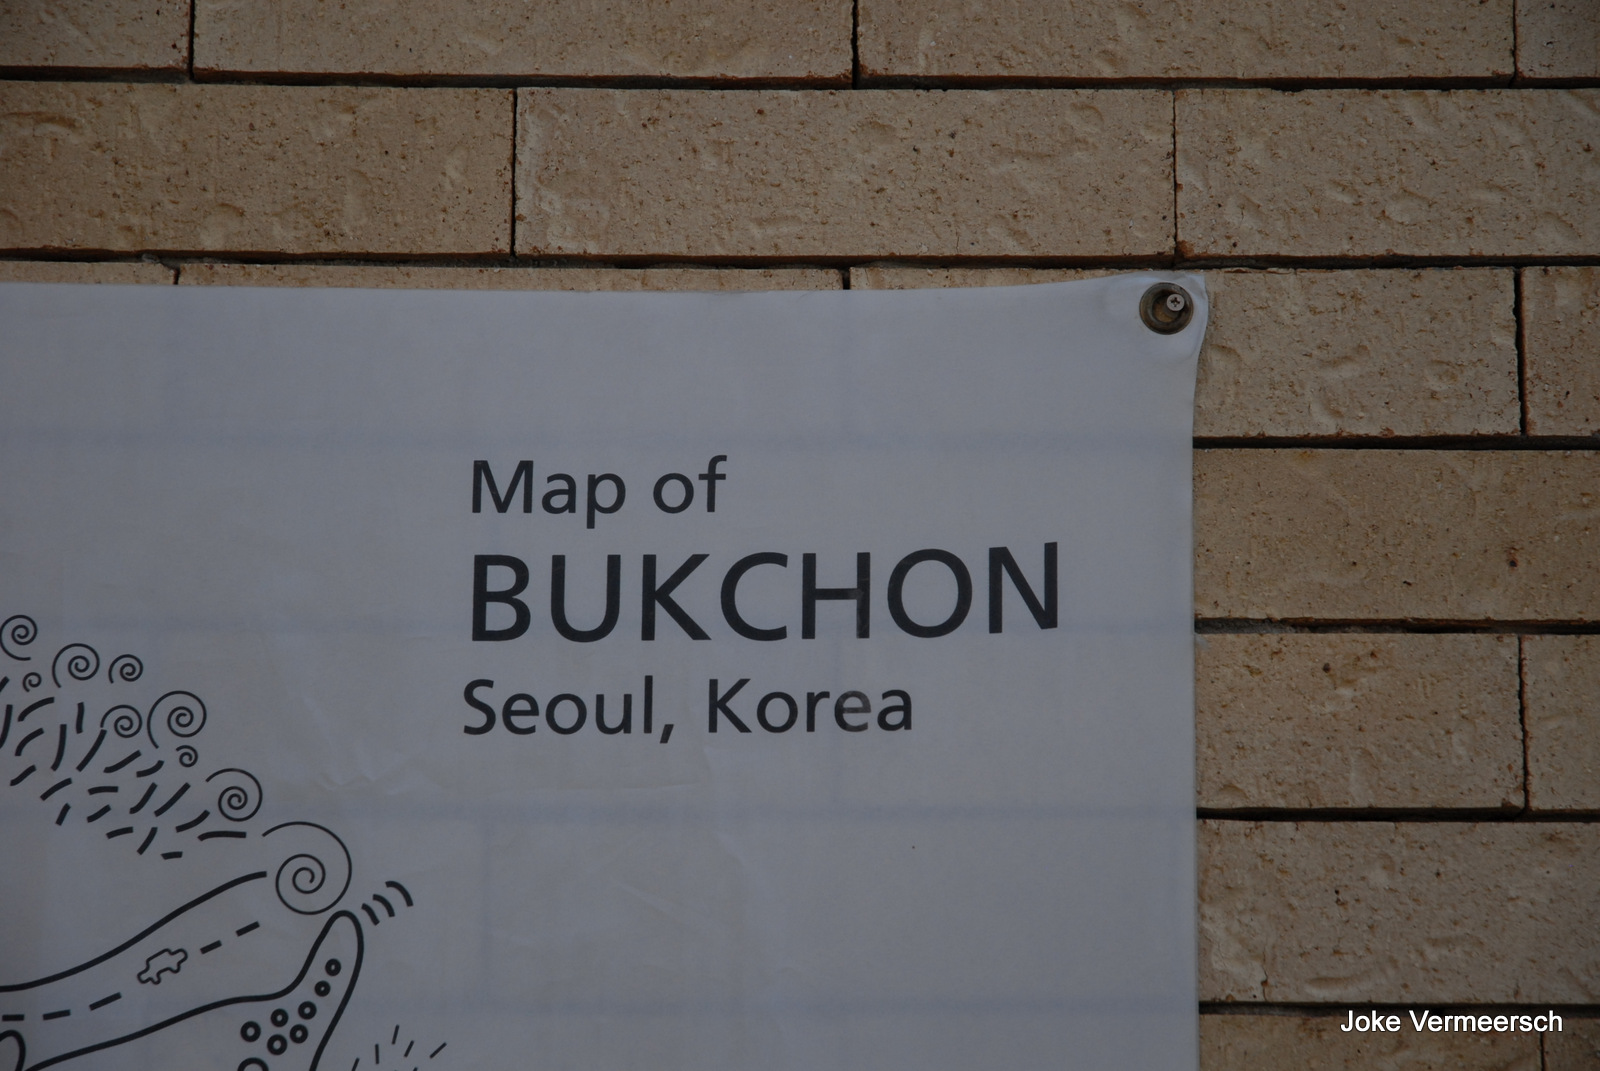 Map of
BUKCHON
Seoul, Korea
Joke Vermeersch